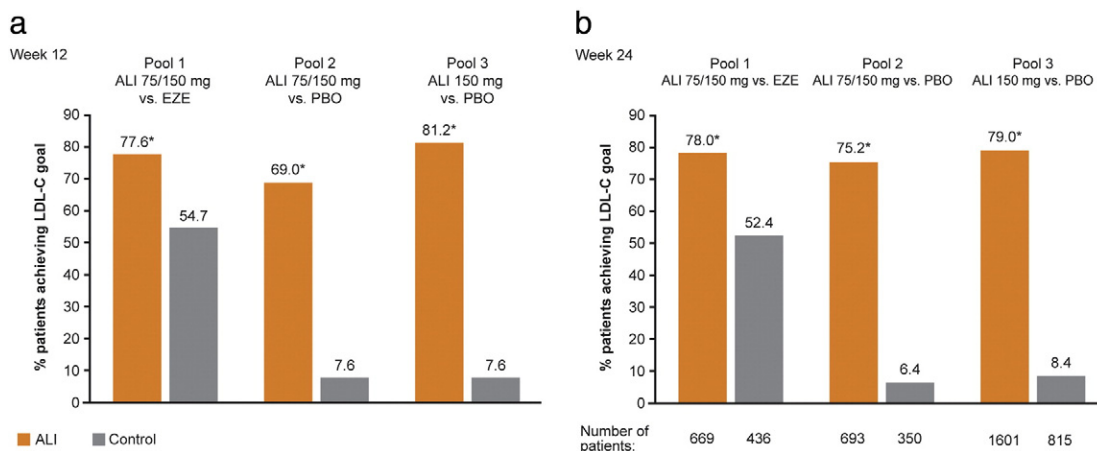 a
Week 12
Pool 1
ALI 75/150 mg
vs. EZE
Pool 2
ALI 75/150 mg
vs. PBO
Pool 3
ALI 150 mg
vs. PBO
% patients achieving LDL-C goal
90
80
70
60
50
40
30
20
10
0
77.6*
54.7
69.0*
7.6
81.2*
7.6
ALI
Control
b
Week 24
Pool 1
ALI 75/150 mg vs. EZE
Pool 2
ALI 75/150 mg vs. PBO
Pool 3
ALI 150 mg vs. PBO
% patients achieving LDL-C goal
90
80
70
60
50
40
30
20
10
0
78.0*
52.4
75.2*
6.4
79.0*
8.4
Number of
patients:
669 436 693 350 1601 815